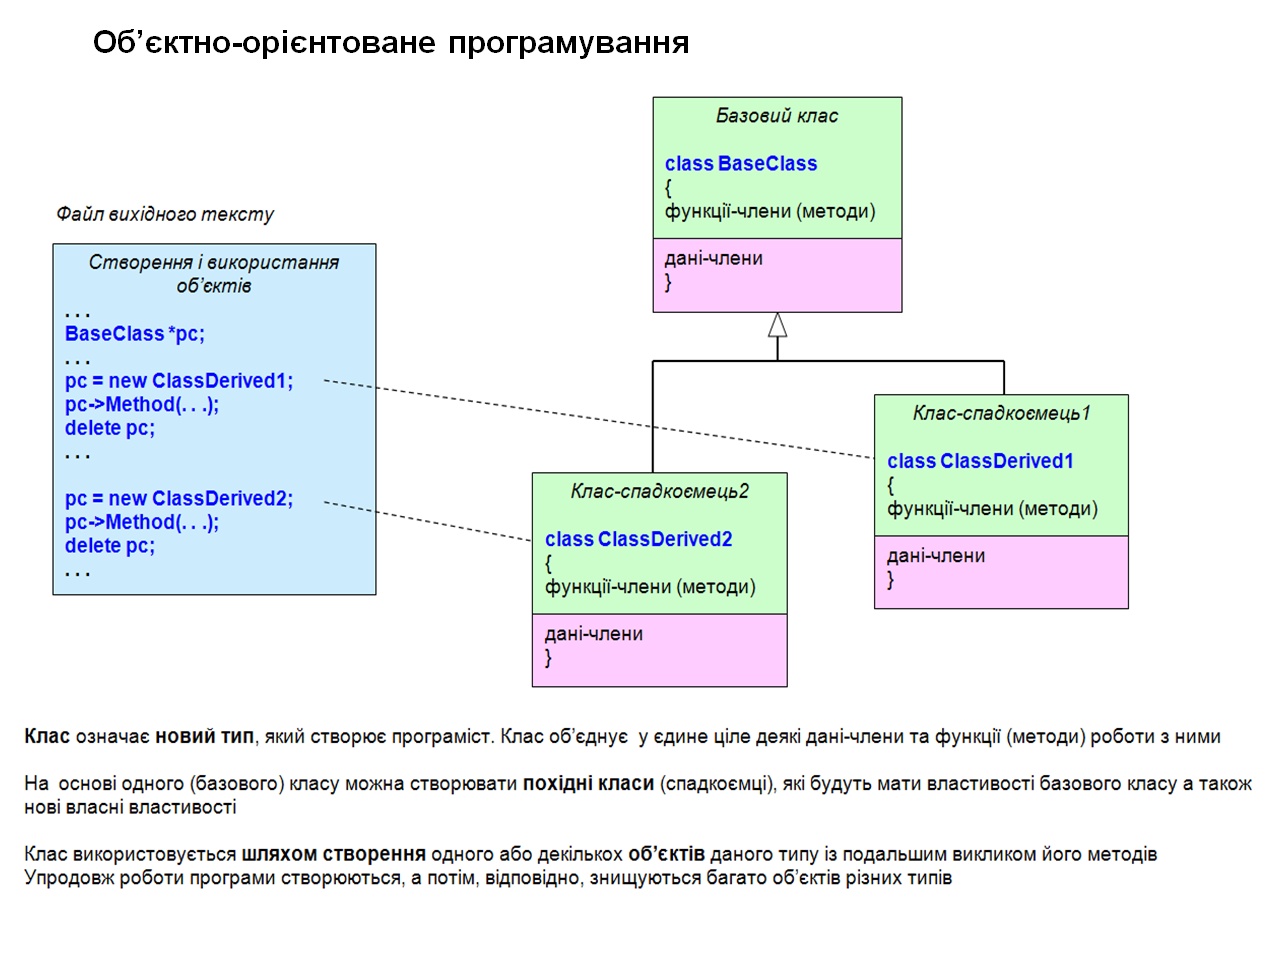 Об’єктно-орієнтоване програмування
Файл вихідного тексту
Створення і використання
об’єктів
. . .
BaseClass *pc;
. . .
pc = new ClassDerived1;
pc->Method(. . .);
delete pc;
. . .
pc = new ClassDerived2;
pc->Method(. . .);
delete pc;
. . .
Базовий клас
class BaseClass
{
функції-члени (методи)
дані-члени
}
Клас-спадкоємець1
class ClassDerived1
{
функції-члени (методи)
дані-члени
}
Клас-спадкоємець2
class ClassDerived2
{
функції-члени (методи)
дані-члени
}
Клас означає новий тип, який створює програміст. Клас об’єднує у єдине ціле деякі дані-члени та функції (методи) роботи з ними
На основі одного (базового) класу можна створювати похідні класи (спадкоємці), які будуть мати властивості базового класу а також
нові власні властивості
Клас використовується шляхом створення одного або декількох об’єктів даного типу із подальшим викликом його методів
Упродовж роботи програми створюються, а потім, відповідно, знищуються багато об’єктів різних типів